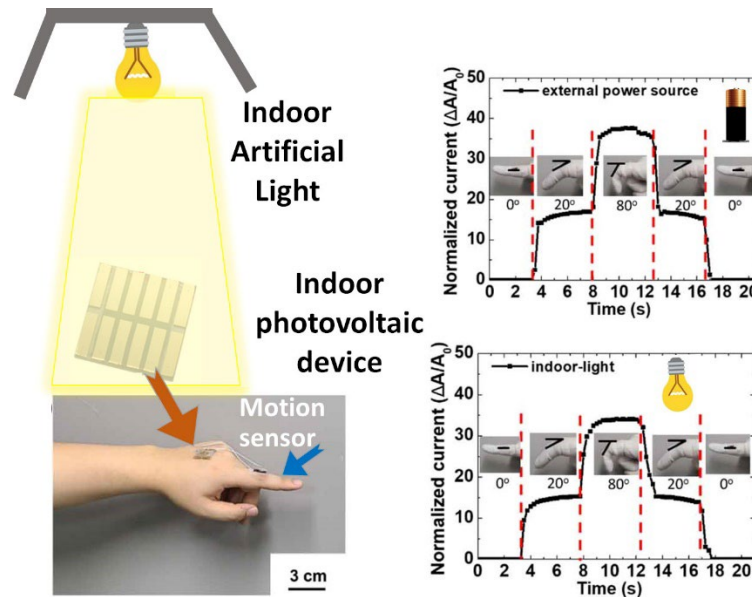 Indoor
Artificial
Light
Indoor
photovoltaic
device
Motion
sensor
3 cm
Normalized current (ΔA/A0)
50
40
30
20
10
0
external power source
0° 20° 80° 20° 0°
0 2 4 6 8 10 12 14 16 18 20
Time (s)
Normalized current (ΔA/A0)
50
40
30
20
10
0
indoor-light
0° 20° 80° 20° 0°
0 2 4 6 8 10 12 14 16 18 20
Time (s)